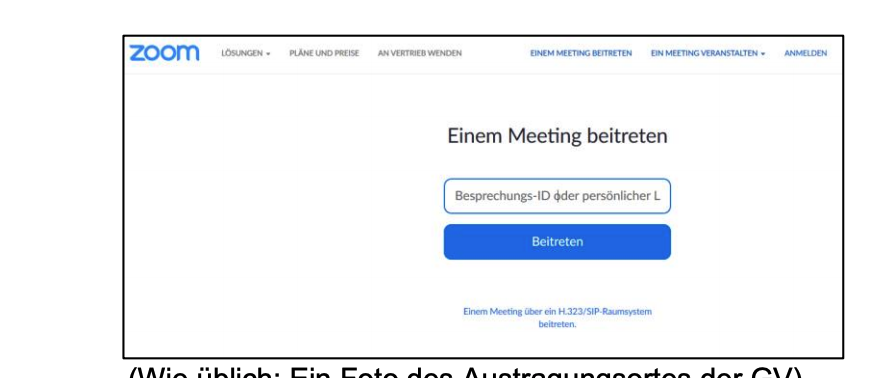 zoom LÖSUNGEN PLÄNE UND PREISE AN VERTRIEB WENDEN EINEM MEETING BEITRETEN EIN MEETING VERANSTALTEN ANMELDEN
Einem Meeting beitreten
Besprechungs-ID oder persönlicher L
Beitreten
Einem Meeting über ein H.323/SIP-Raumsystem
beitreten.
(Wie üblich: Ein Foto des Austragungsortes der GV)